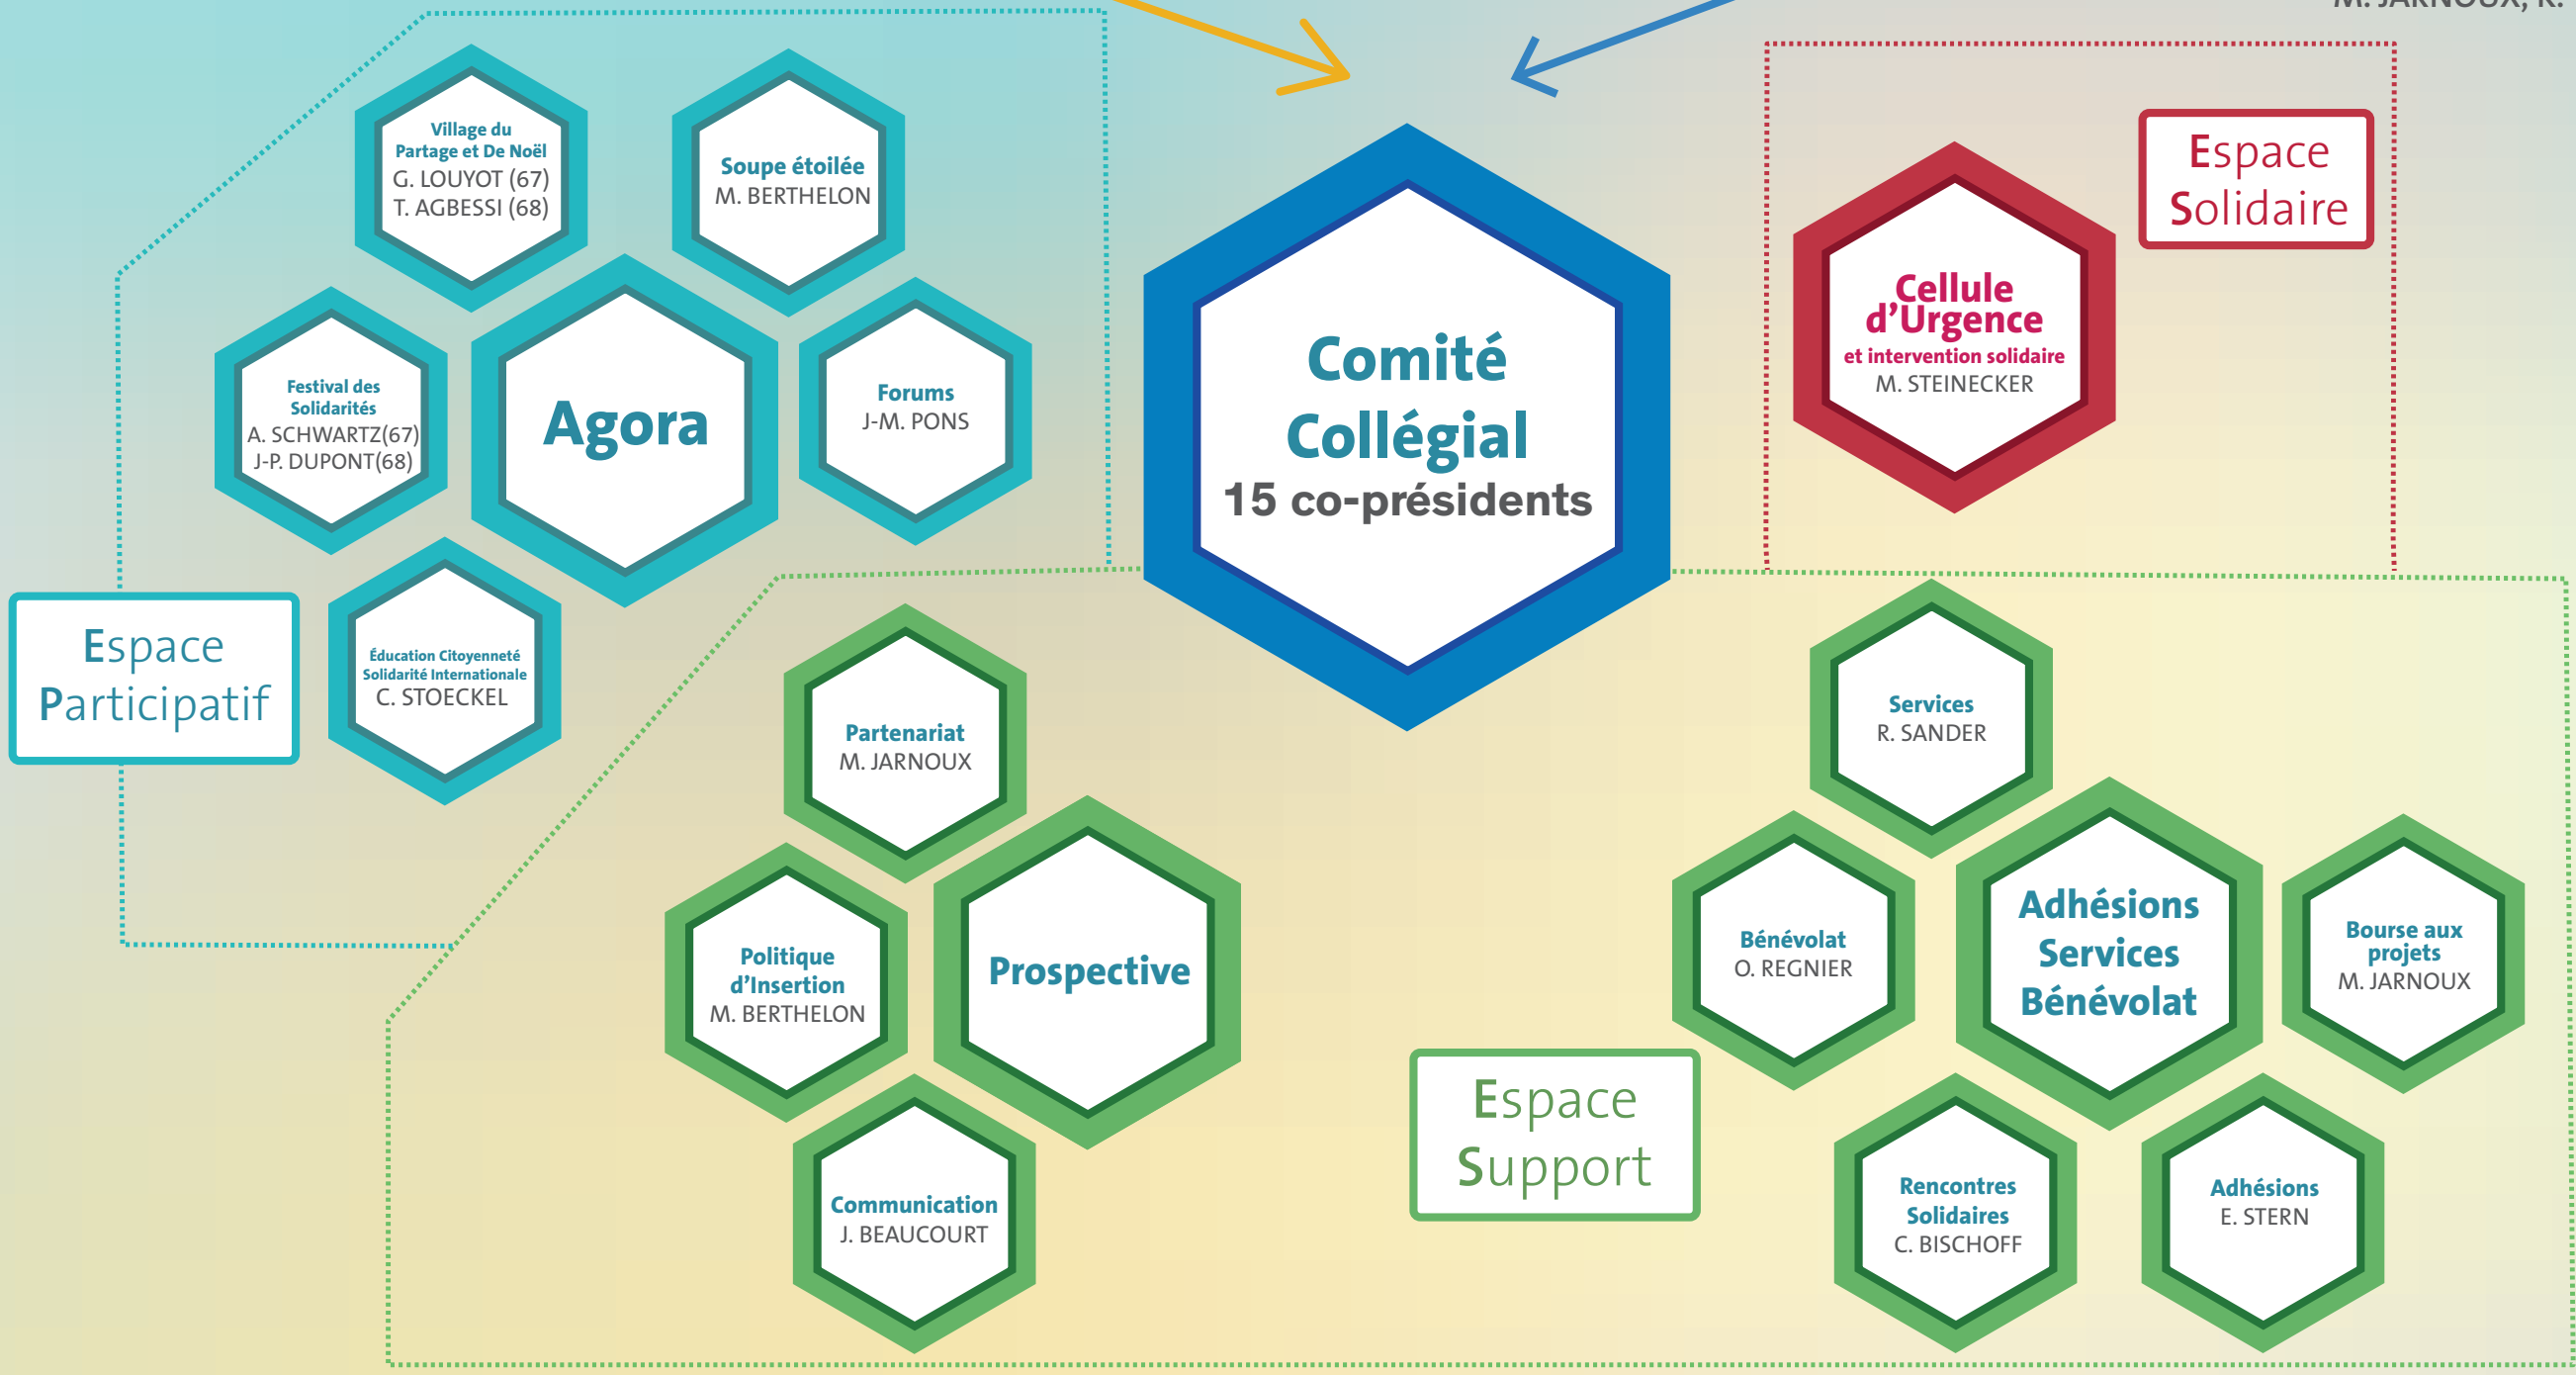 M. JARNOUX, R.
Village du
Partage et De Noël
G. LOUYOT (67)
T. AGBESSI (68)
Soupe étoilée
M. BERTHELON
Festival des
Solidarités
A. SCHWARTZ(67)
J-P. DUPONT(68)
Agora
Forums
J-M. PONS
Éducation Citoyenneté
Solidarité Internationale
C. STOECKEL
Espace
Participatif
Comité
Collégial
15 co-présidents
Espace
Solidaire
Cellule
d’Urgence
et intervention solidaire
M. STEINECKER
Partenariat
M. JARNOUX
Politique
d’Insertion
M. BERTHELON
Prospective
Communication
J. BEAUCOURT
Espace
Support
Services
R. SANDER
Bénévolat
O. REGNIER
Adhésions
Services
Bénévolat
Bourse aux
projets
M. JARNOUX
Rencontres
Solidaires
C. BISCHOFF
Adhésions
E. STERN